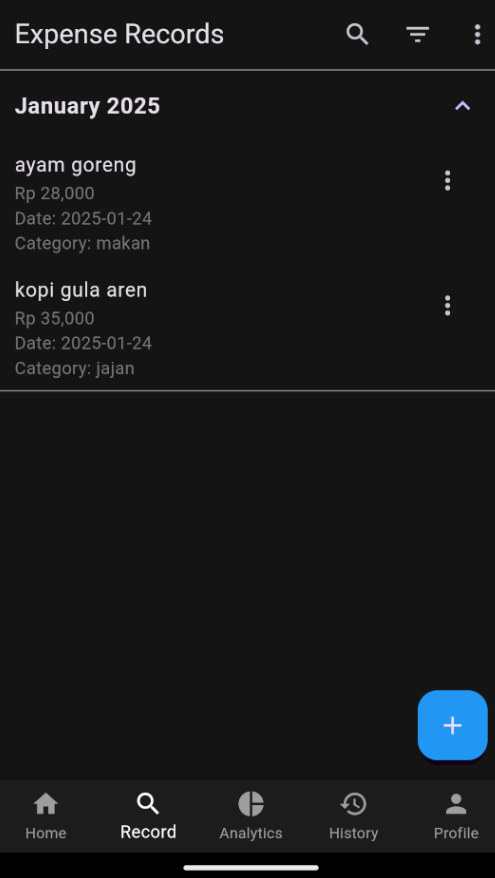 Expense Records
January 2025
ayam goreng
Rp 28,000
Date: 2025-01-24
Category: makan
kopi gula aren
Rp 35,000
Date: 2025-01-24
Category: jajan
Home
Record
Analytics
History
Profile